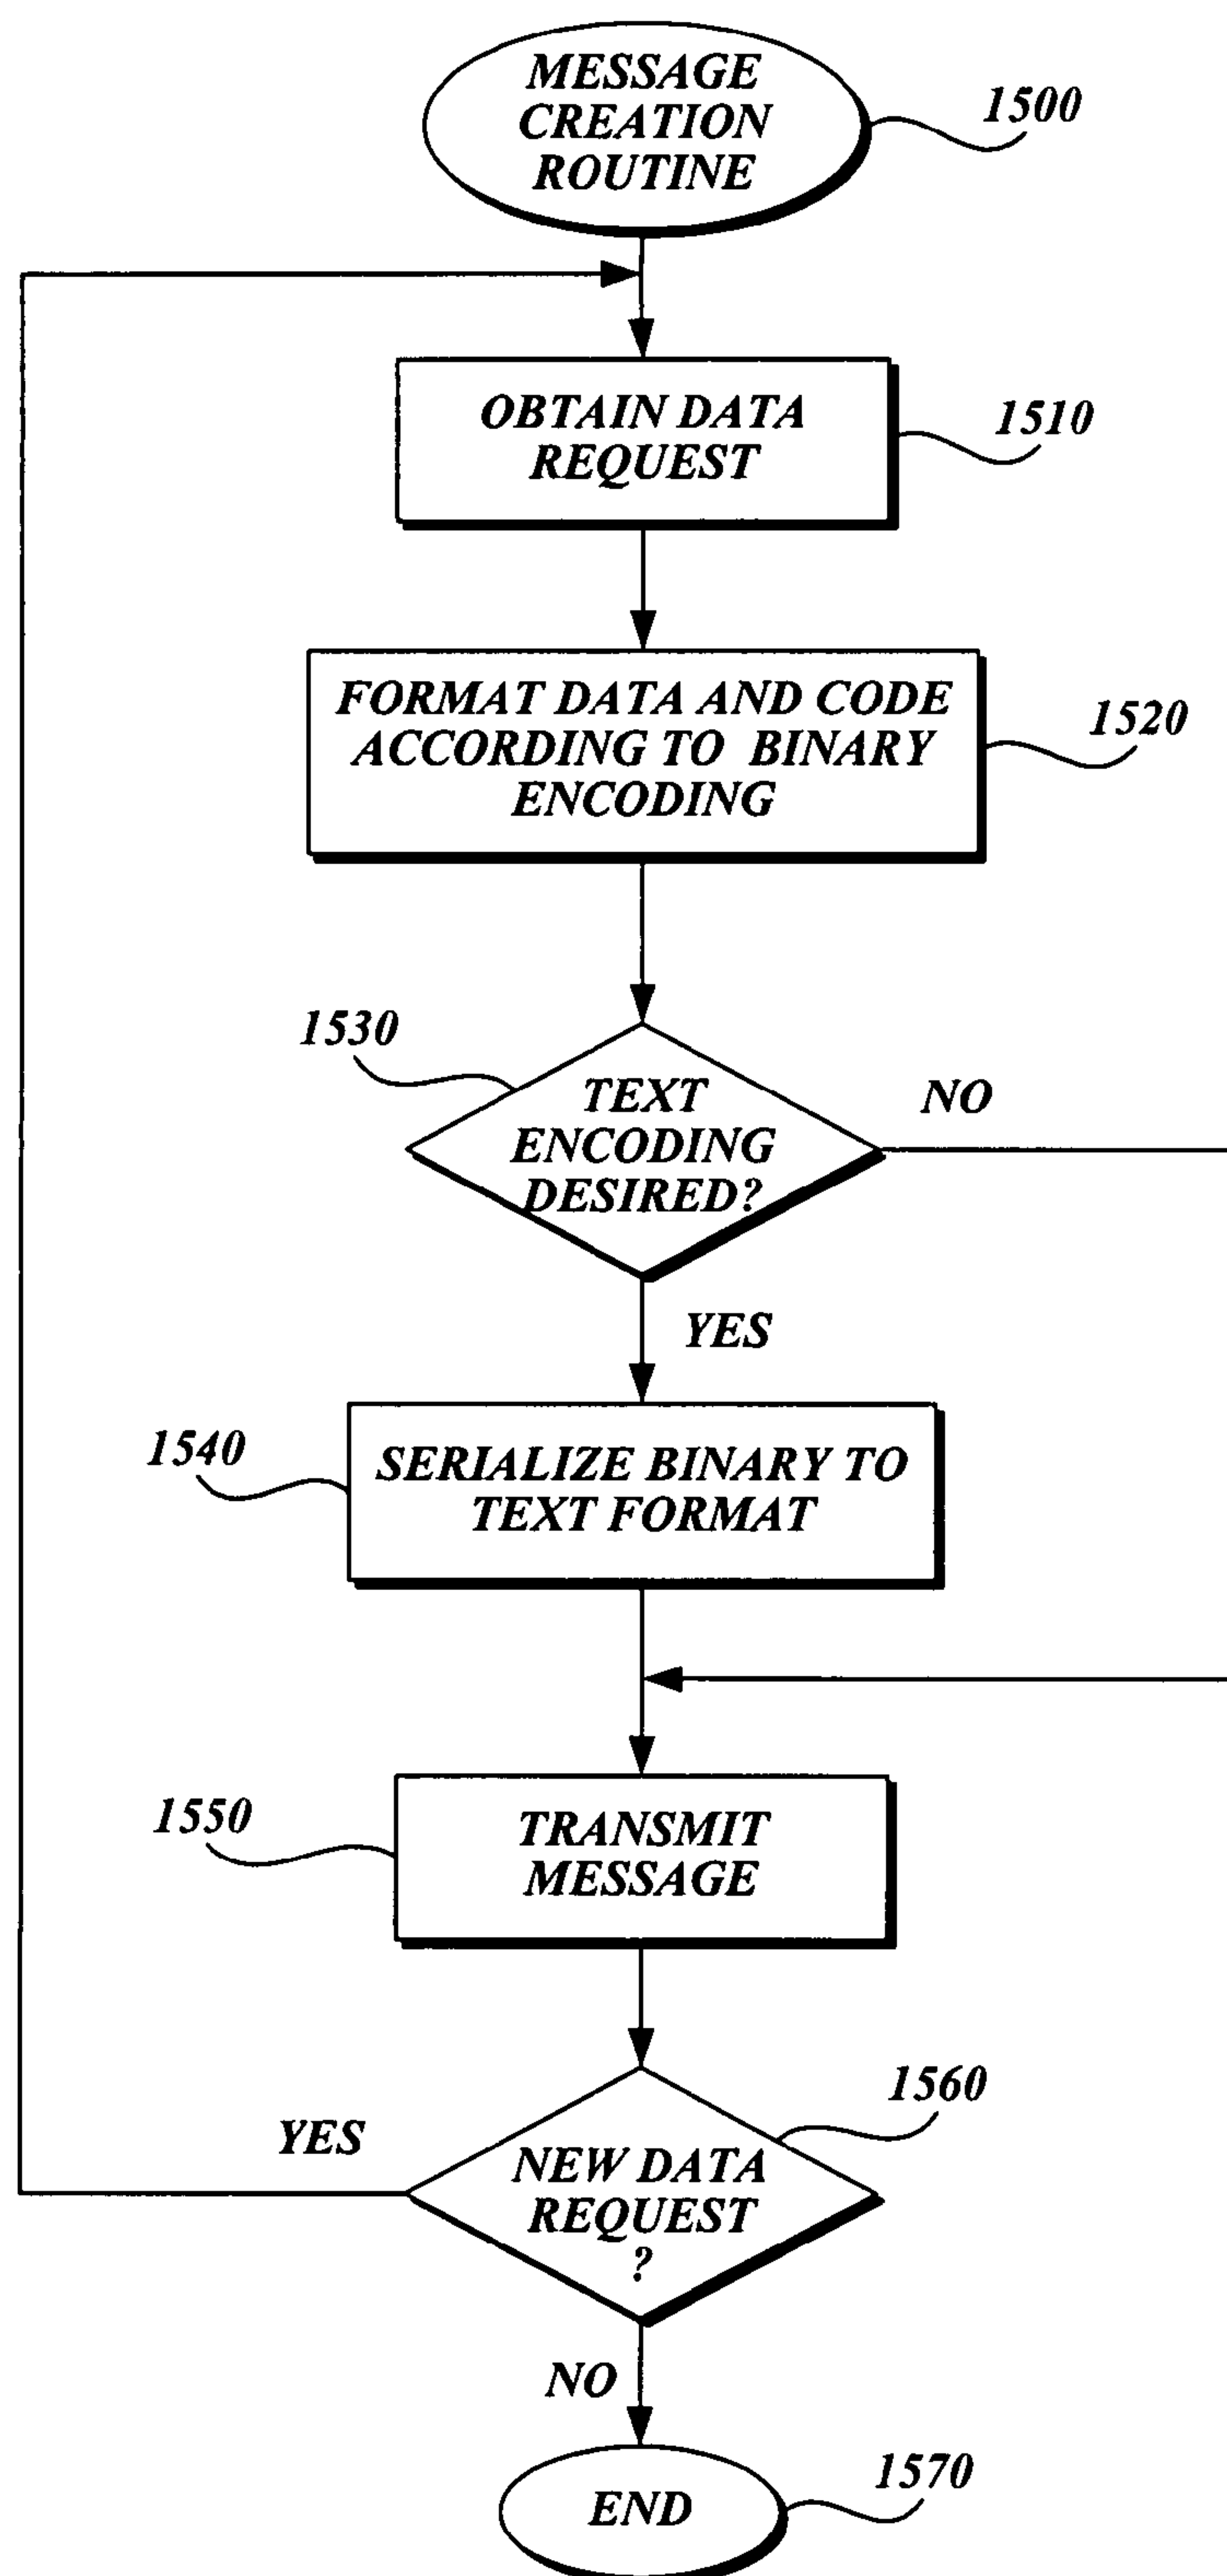 MESSAGE
CREATION
ROUTINE
1500
OBTAIN DATA
REQUEST
1510
FORMAT DATA AND CODE
ACCORDING TO BINARY
ENCODING
1520
1530
TEXT
ENCODING
DESIRED?
NO
YES
1540
SERIALIZE BINARY TO
TEXT FORMAT
1550
TRANSMIT
MESSAGE
1560
YES
NEW DATA
REQUEST
?
NO
END
1570